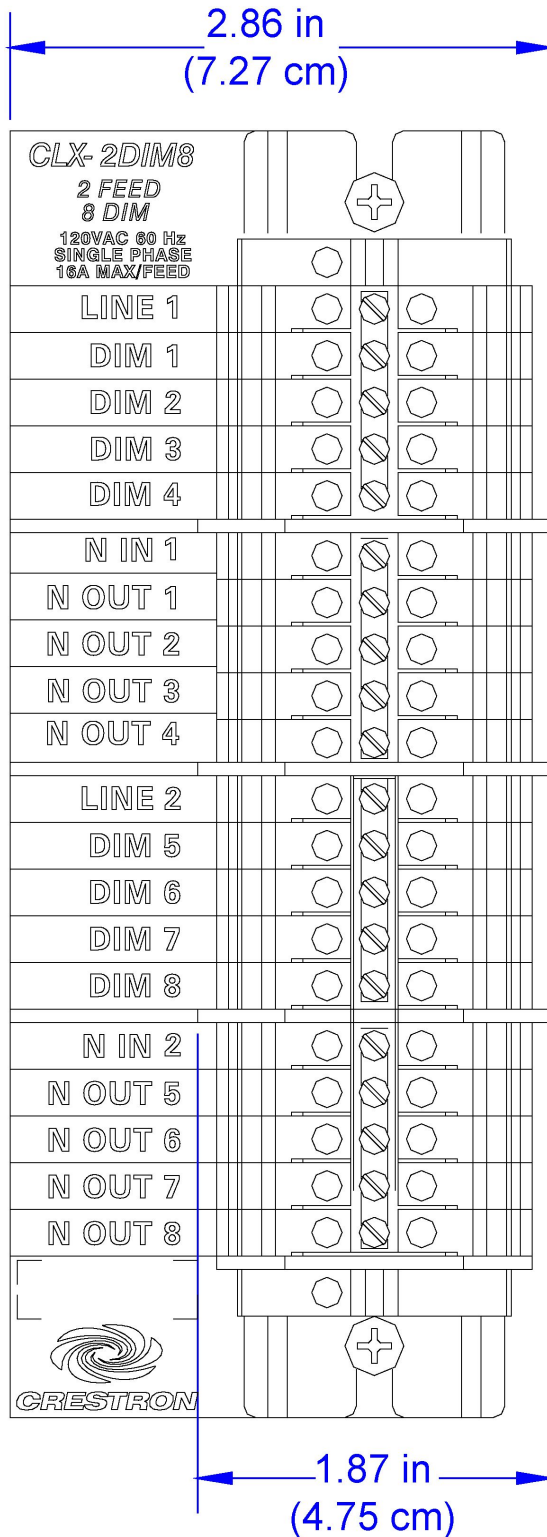 2.86 in
(7.27 cm)
CLX- 2DIM8
2 FEED
8 DIM
120VAC 60 Hz
SINGLE PHASE
16A MAX/FEED
LINE 1
DIM 1
DIM 2
DIM 3
DIM 4
N IN 1
N OUT 1
N OUT 2
N OUT 3
N OUT 4
LINE 2
DIM 5
DIM 6
DIM 7
DIM 8
N IN 2
N OUT 5
N OUT 6
N OUT 7
N OUT 8
CRESTRON
1.87 in
(4.75 cm)